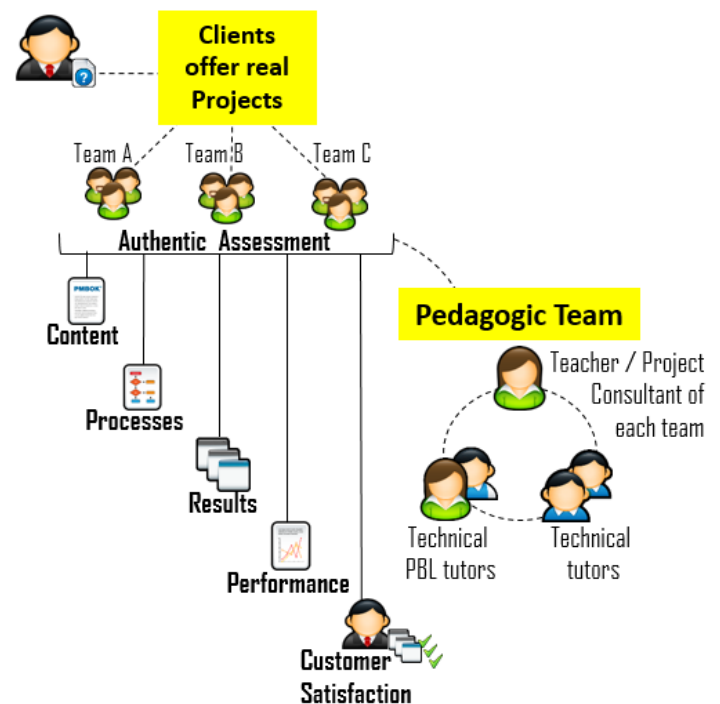 Clients
offer real
Projects
Team A
Team B
Team C
Authentic Assessment
PMBOK
Content
Processes
Results
Performance
Customer
Satisfaction
Pedagogic Team
Teacher / Project
Consultant of
each team
Technical
PBL tutors
Technical
tutors
?